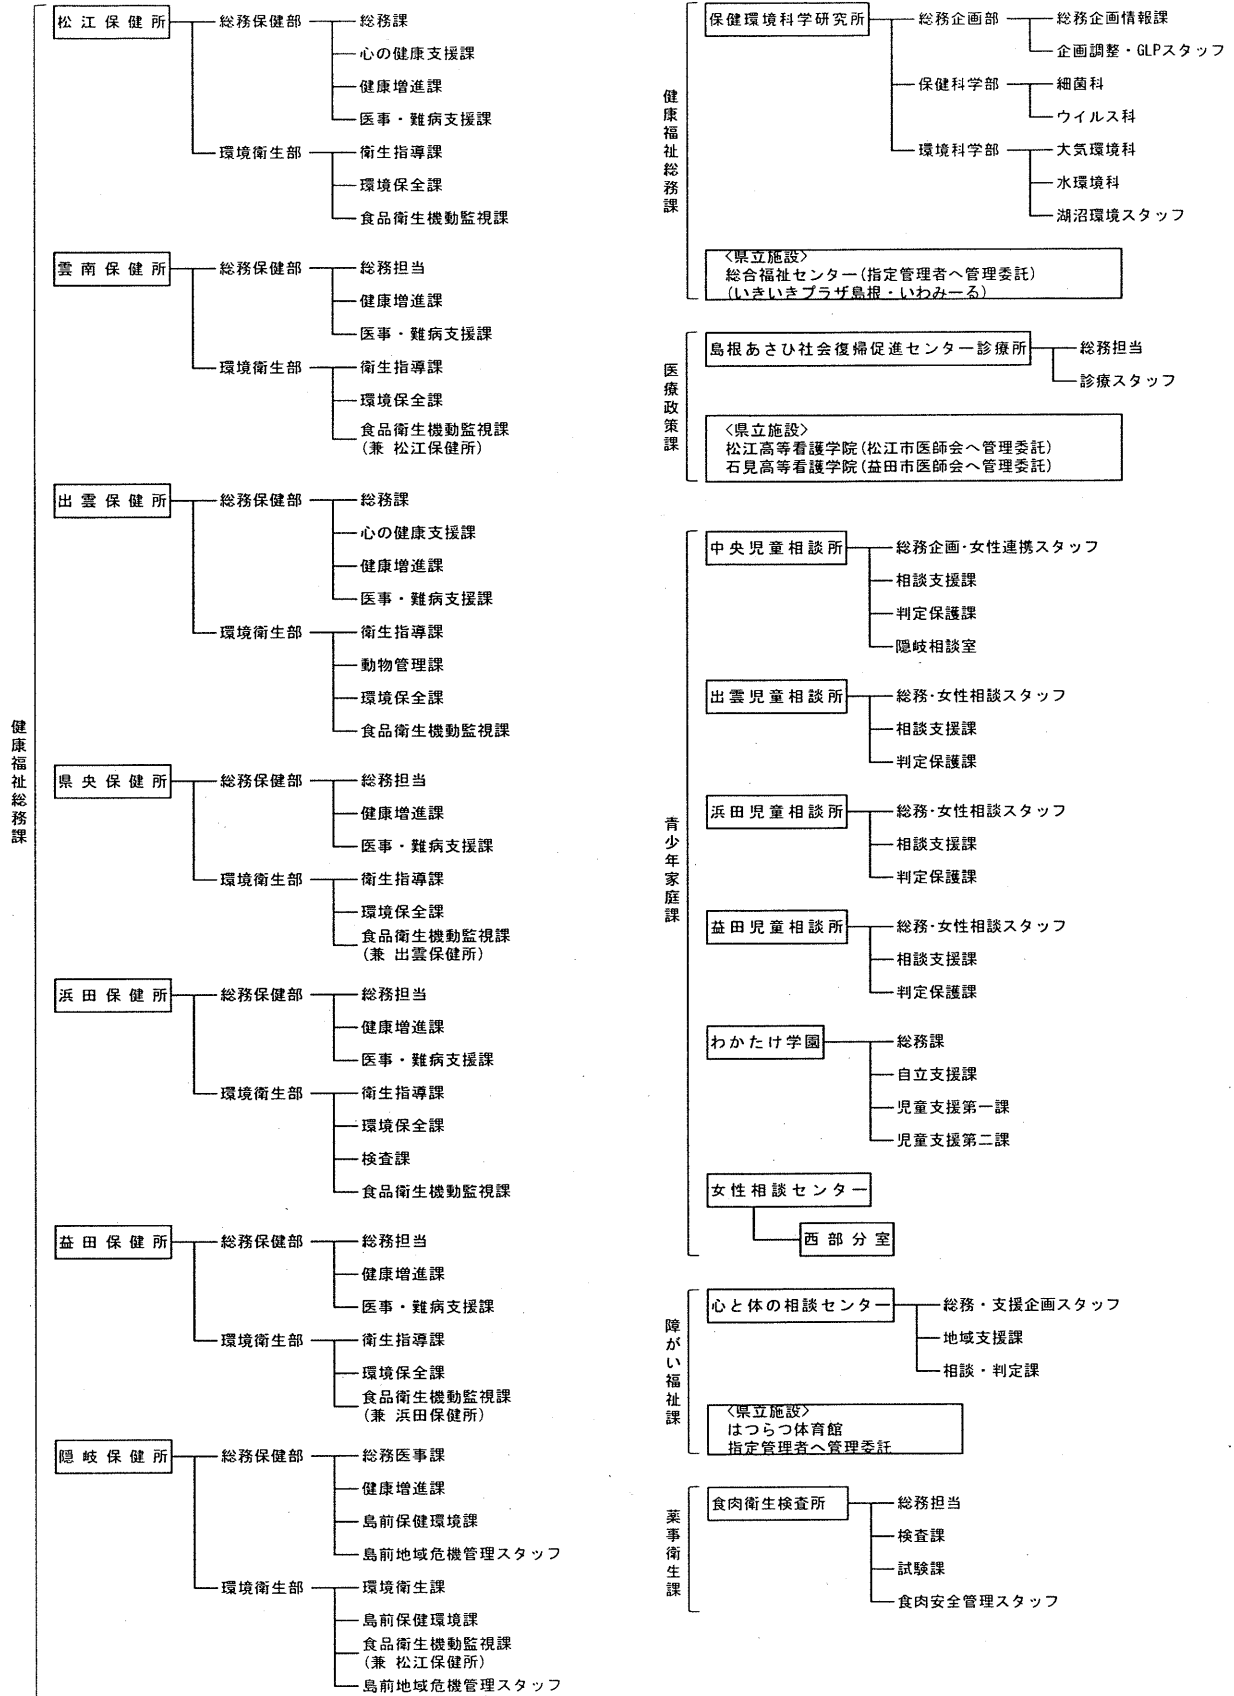 健康福祉総務課
松江保健所
総務保健部
総務課
心の健康支援課
健康増進課
医事・難病支援課
環境衛生部
衛生指導課
環境保全課
食品衛生機動監視課
雲南保健所
総務保健部
総務担当
健康増進課
医事・難病支援課
環境衛生部
衛生指導課
環境保全課
食品衛生機動監視課
(兼 松江保健所)
出雲保健所
総務保健部
総務課
心の健康支援課
健康増進課
医事・難病支援課
環境衛生部
衛生指導課
動物管理課
環境保全課
食品衛生機動監視課
県央保健所
総務保健部
総務担当
健康増進課
医事・難病支援課
環境衛生部
衛生指導課
環境保全課
食品衛生機動監視課
(兼 出雲保健所)
浜田保健所
総務保健部
総務担当
健康増進課
医事・難病支援課
環境衛生部
衛生指導課
環境保全課
検査課
食品衛生機動監視課
益田保健所
総務保健部
総務担当
健康増進課
医事・難病支援課
環境衛生部
衛生指導課
環境保全課
食品衛生機動監視課
(兼 浜田保健所)
隠岐保健所
総務保健部
総務医事課
健康増進課
島前保健環境課
島前地域危機管理スタッフ
環境衛生部
環境衛生課
島前保健環境課
食品衛生機動監視課
(兼 松江保健所)
島前地域危機管理スタッフ
健康福祉総務課
保健環境科学研究所
総務企画部
総務企画情報課
企画調整・GLPスタッフ
保健科学部
細菌科
ウイルス科
環境科学部
大気環境科
水環境科
湖沼環境スタッフ
〈県立施設〉
総合福祉センター(指定管理者へ管理委託)
(いきいきプラザ島根・いわみーる)
医療政策課
島根あさひ社会復帰促進センター診療所
総務担当
診療スタッフ
〈県立施設〉
松江高等看護学院(松江市医師会へ管理委託)
石見高等看護学院(益田市医師会へ管理委託)
青少年家庭課
中央児童相談所
総務企画・女性連携スタッフ
相談支援課
判定保護課
隠岐相談室
出雲児童相談所
総務・女性相談スタッフ
相談支援課
判定保護課
浜田児童相談所
総務・女性相談スタッフ
相談支援課
判定保護課
益田児童相談所
総務・女性相談スタッフ
相談支援課
判定保護課
わかたけ学園
総務課
自立支援課
児童支援第一課
児童支援第二課
女性相談センター
西部分室
障がい福祉課
心と体の相談センター
総務・支援企画スタッフ
地域支援課
相談・判定課
〈県立施設〉
はつらつ体育館
指定管理者へ管理委託
薬事衛生課
食肉衛生検査所
総務担当
検査課
試験課
食肉安全管理スタッフ